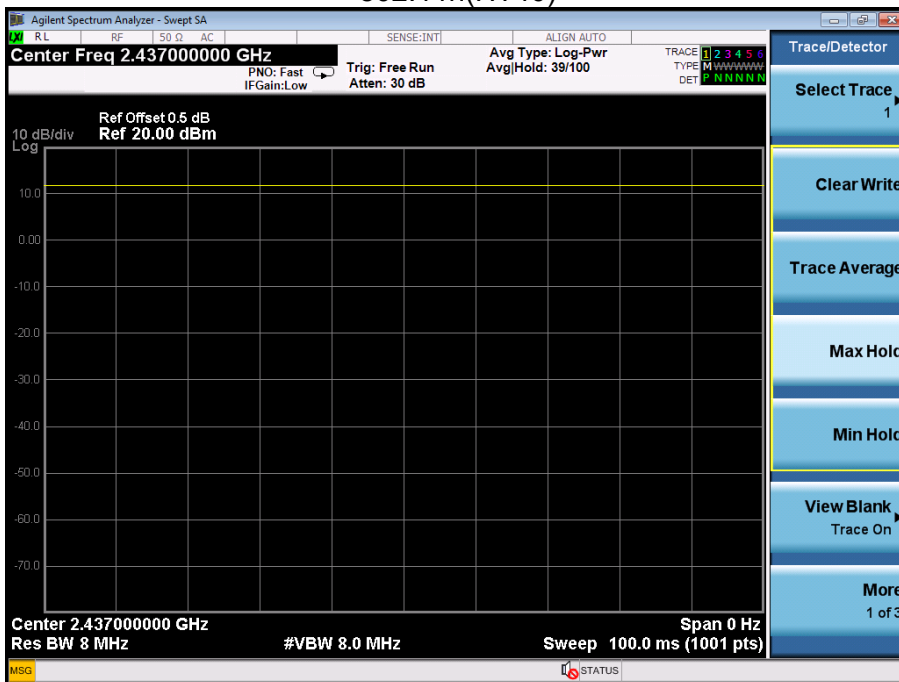 Agilent Spectrum Analyzer - Swept SA
LXI RL RF 50 Ω AC SENSE:INT ALIGN AUTO
Center Freq 2.437000000 GHz
PNO: Fast
IFGain:Low
Trig: Free Run
Atten: 30 dB
Avg Type: Log-Pwr
Avg|Hold: 39/100
TRACE 1 2 3 4 5 6
TYPE M WWWWW
DET P N N N N N
Ref Offset 0.5 dB
10 dB/div Ref 20.00 dBm
Log
10.0
0.00
-10.0
-20.0
-30.0
-40.0
-50.0
-60.0
-70.0
Center 2.437000000 GHz Span 0 Hz
Res BW 8 MHz #VBW 8.0 MHz Sweep 100.0 ms (1001 pts)
MSG STATUS
Trace/Detector
Select Trace
1
Clear Write
Trace Average
Max Hold
Min Hold
View Blank
Trace On
More
1 of 3